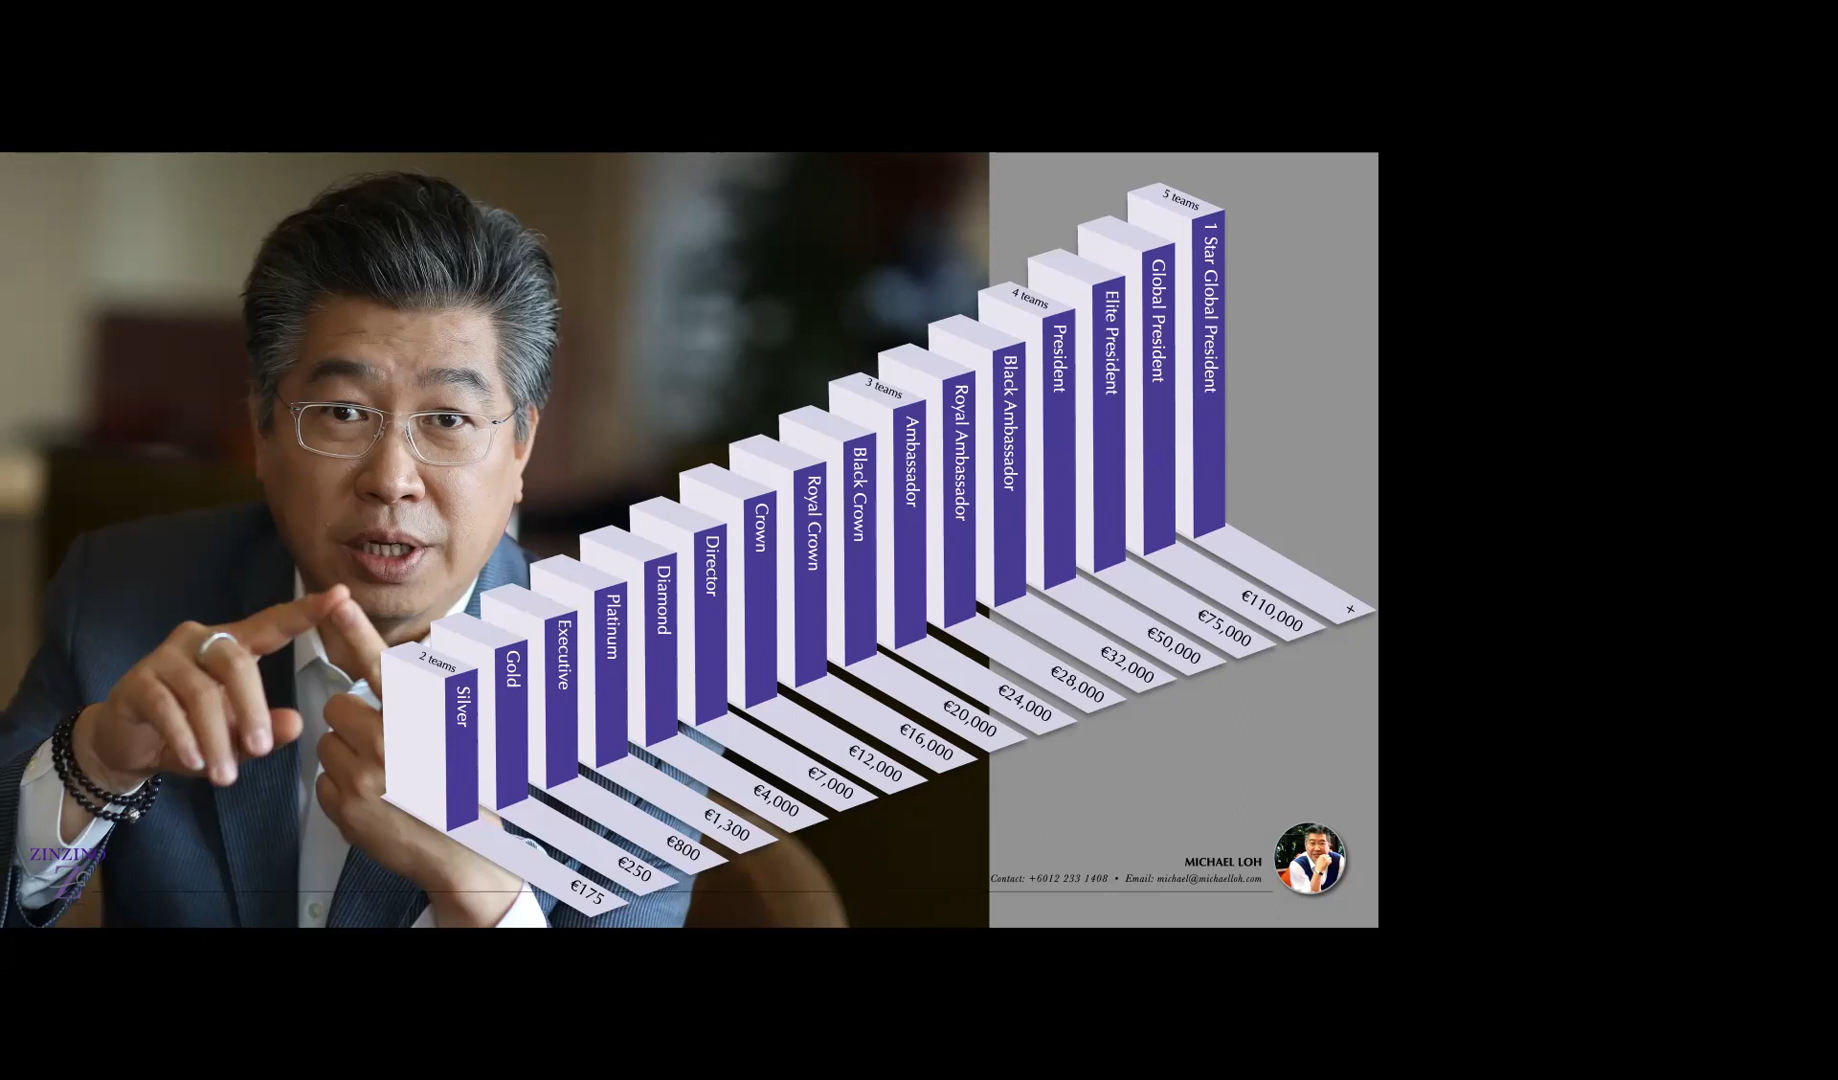 2 teams
Silver
Gold
Executive
Platinum
Diamond
Director
Crown
Royal Crown
Black Crown
3 teams
Ambassador
Royal Ambassador
Black Ambassador
4 teams
President
Elite President
Global President
5 teams
1 Star Global President
€175
€250
€800
€1,300
€4,000
€7,000
€12,000
€16,000
€20,000
€24,000
€28,000
€32,000
€50,000
€75,000
€110,000
+
ZINZINO
Z
MICHAEL LOH
Contact: +6012 233 1408 • Email: michael@michaelloh.com